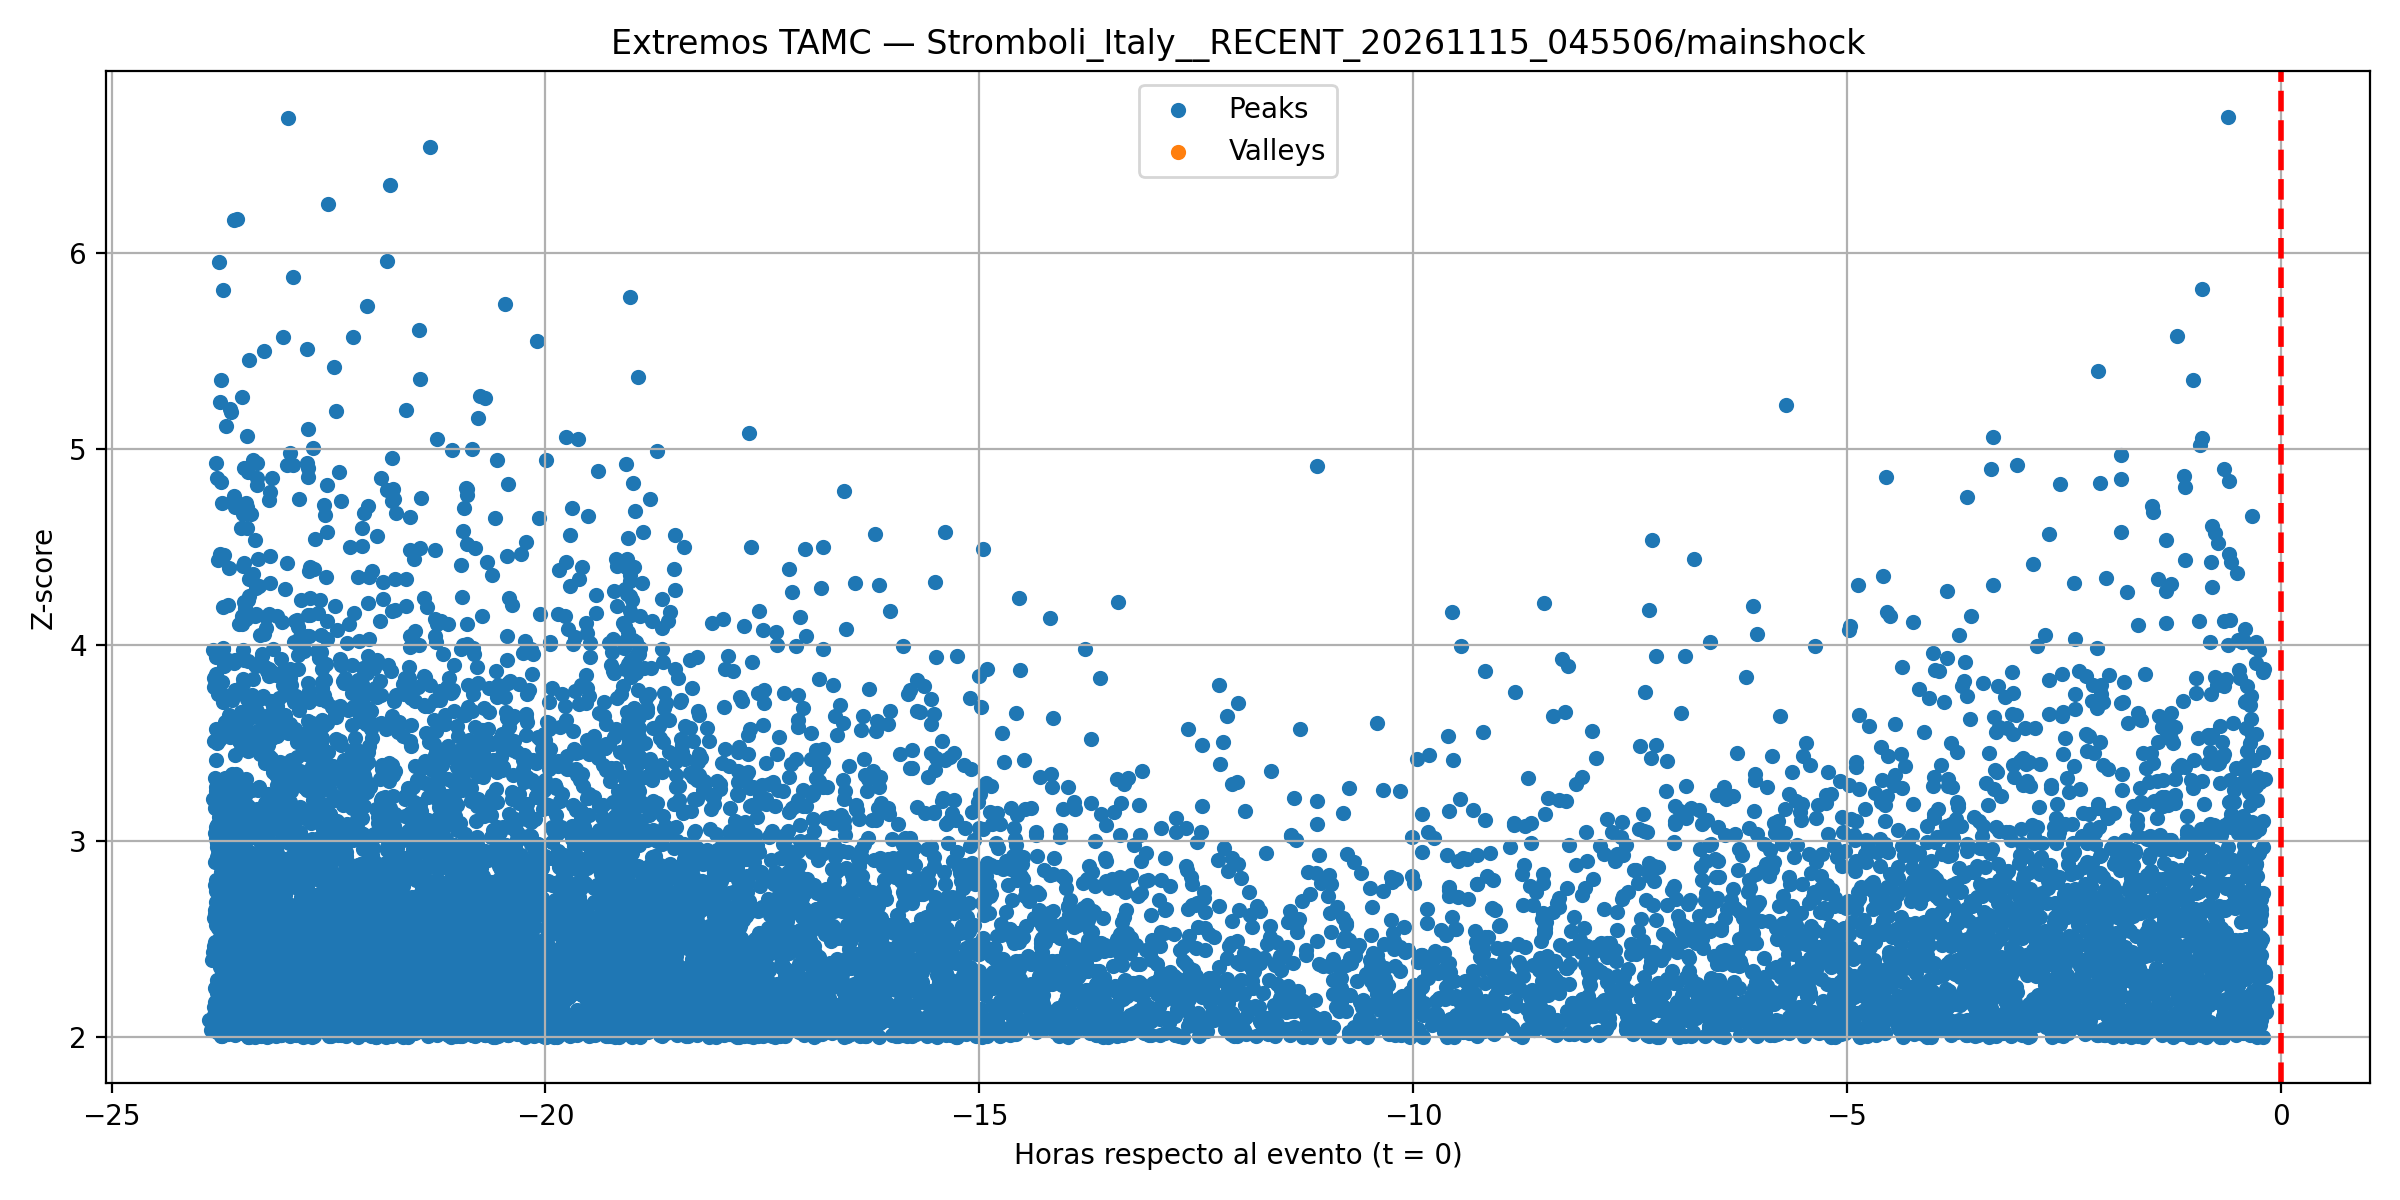 Extremos TAMC — Stromboli_Italy__RECENT_20261115_045506/mainshock
Peaks
Valleys
Z-score
6
5
4
3
2
−25
−20
−15
−10
−5
0
Horas respecto al evento (t = 0)